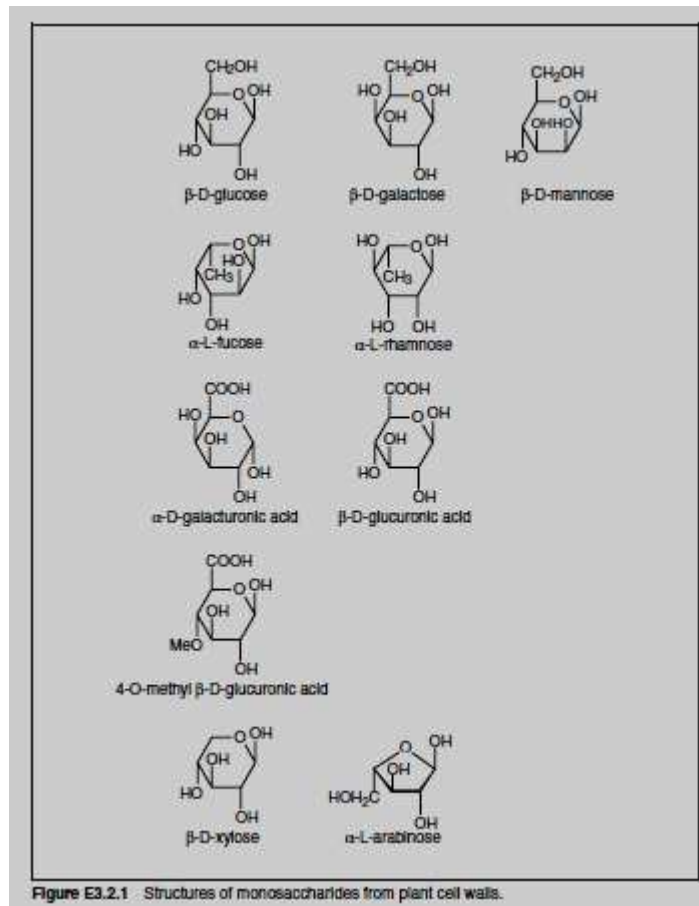 CH₂OH CH₂OH CH₂OH
O OH HO O OH O OH
OH OH OHHO
HO HO
OH OH
β-D-glucose β-D-galactose β-D-mannose
O OH HO O OH
HO
CH₃ CH₃
HO
OH HO OH
α-L-fucose α-L-rhamnose
COOH COOH
HO O O OH
OH OH
OH HO
OH OH
α-D-galacturonic acid β-D-glucuronic acid
COOH
O OH
OH
MeO
OH
4-O-methyl β-D-glucuronic acid
O OH O OH
OH OH
HO HOH₂C
OH OH
β-D-xylose α-L-arabinose
Figure E3.2.1 Structures of monosaccharides from plant cell walls.